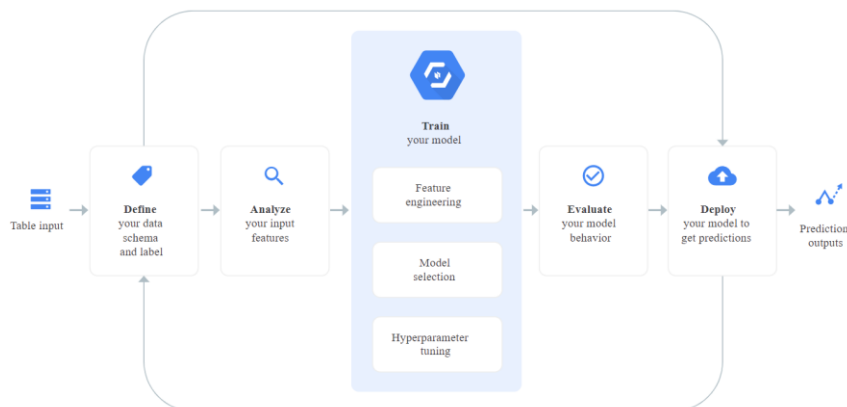 Table input
Define
your data
schema
and label
Analyze
your input
features
Train
your model
Feature
engineering
Model
selection
Hyperparameter
tuning
Evaluate
your model
behavior
Deploy
your model to
get predictions
Prediction
outputs